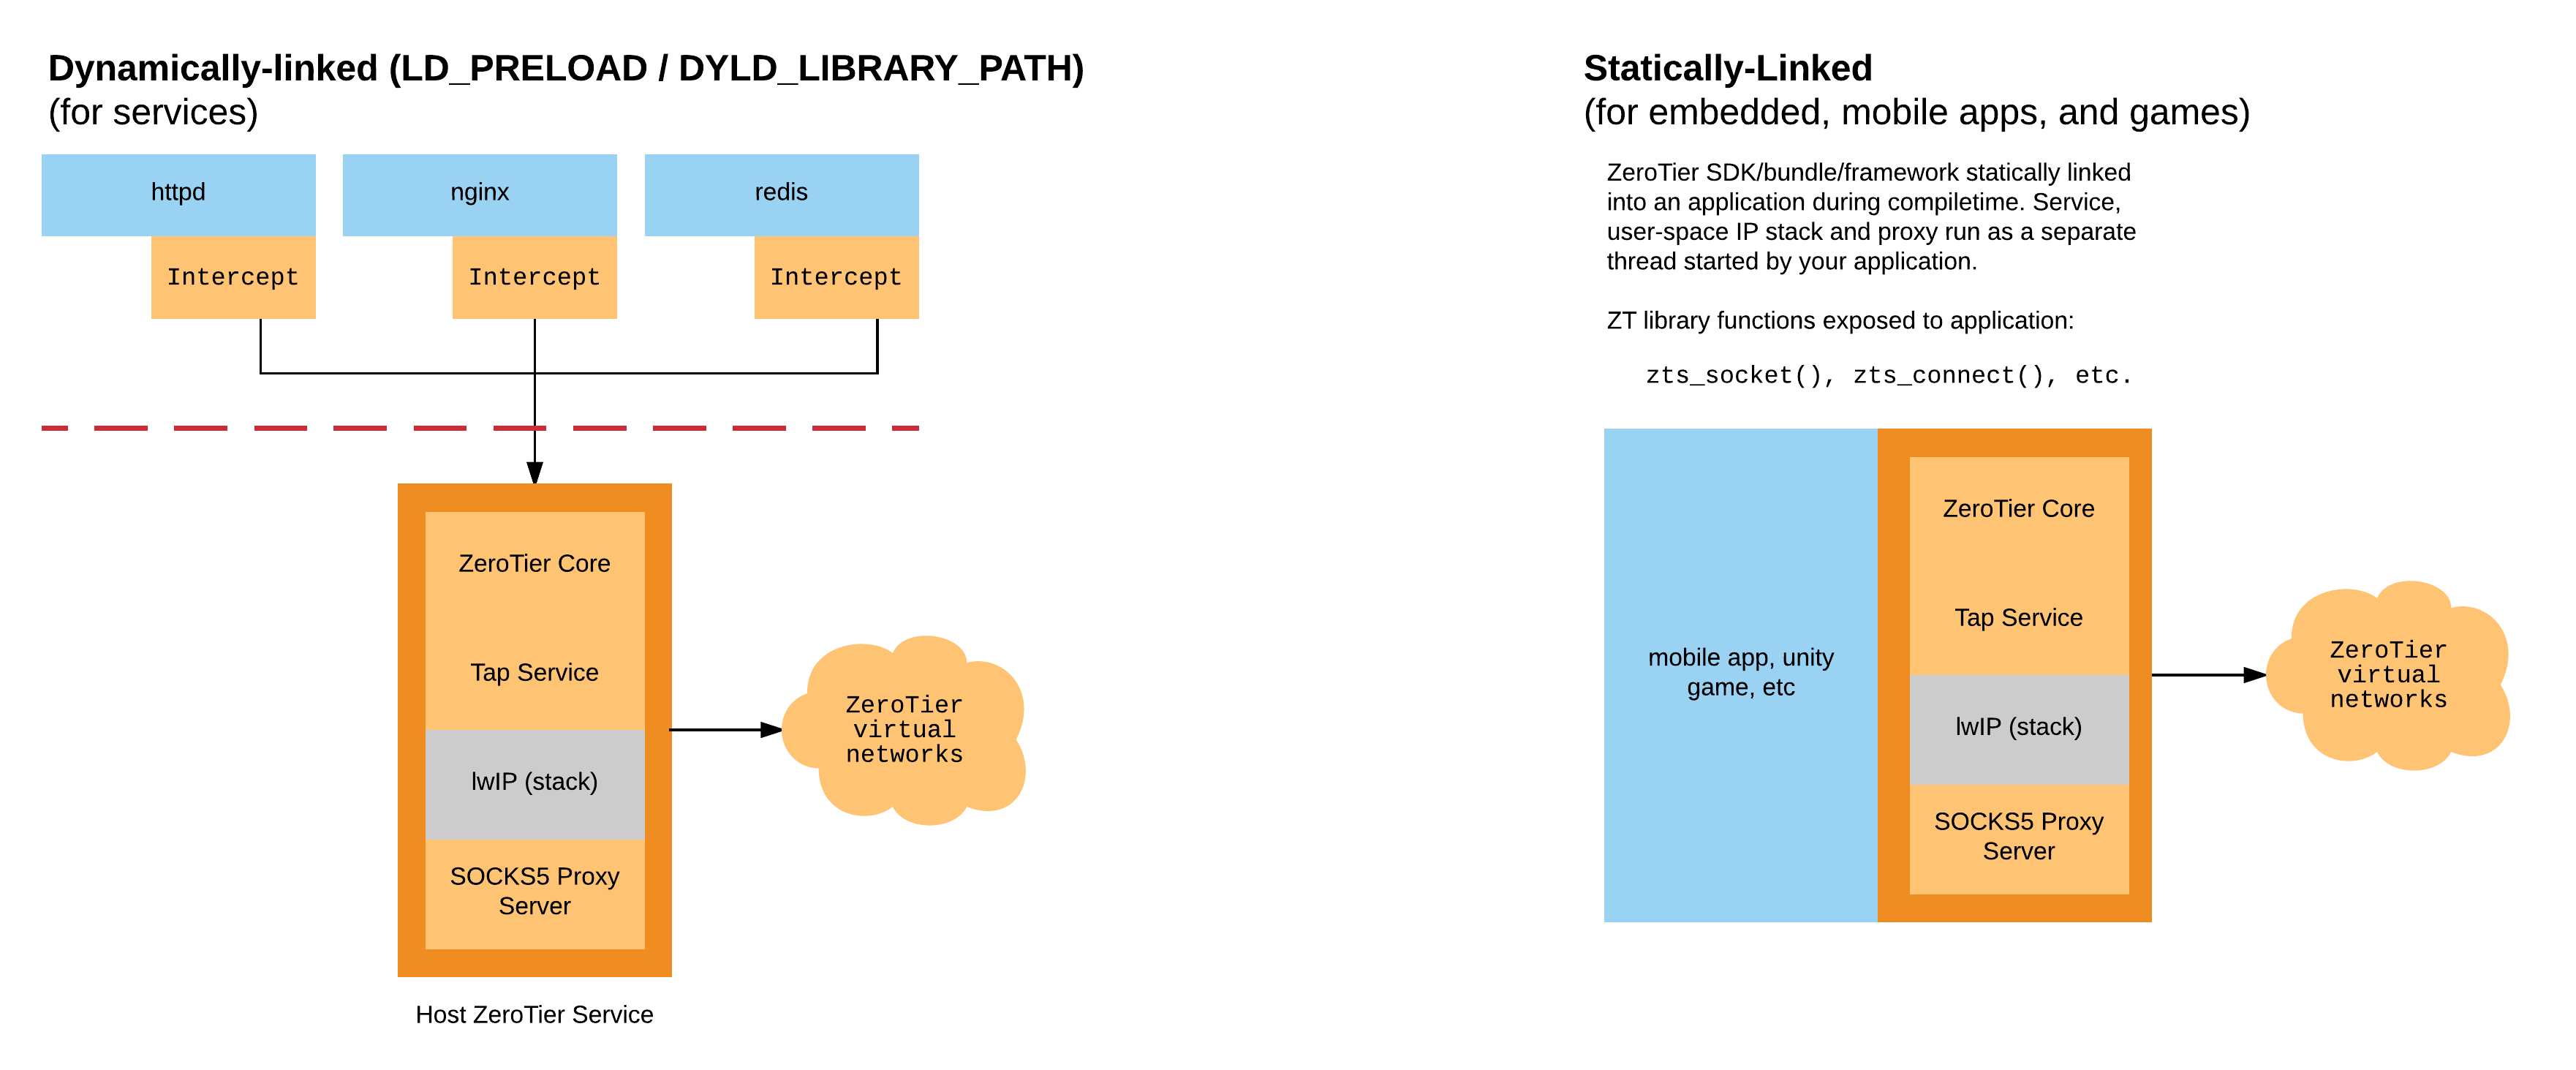 Dynamically-linked (LD_PRELOAD / DYLD_LIBRARY_PATH)
(for services)
httpd
nginx
redis
Intercept
Intercept
Intercept
ZeroTier Core
Tap Service
lwIP (stack)
SOCKS5 Proxy
Server
Host ZeroTier Service
ZeroTier
virtual
networks
Statically-Linked
(for embedded, mobile apps, and games)
ZeroTier SDK/bundle/framework statically linked
into an application during compiletime. Service,
user-space IP stack and proxy run as a separate
thread started by your application.
ZT library functions exposed to application:
zts_socket(), zts_connect(), etc.
mobile app, unity
game, etc
ZeroTier Core
Tap Service
lwIP (stack)
SOCKS5 Proxy
Server
ZeroTier
virtual
networks